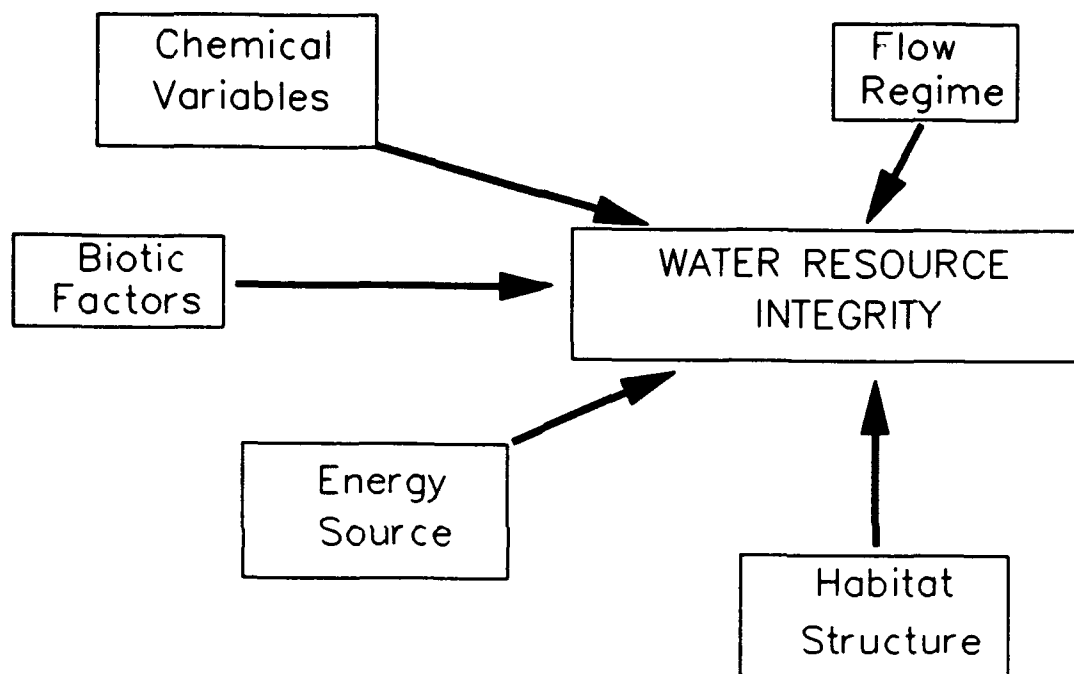 Chemical
Variables
Flow
Regime
Biotic
Factors
WATER RESOURCE
INTEGRITY
Energy
Source
Habitat
Structure